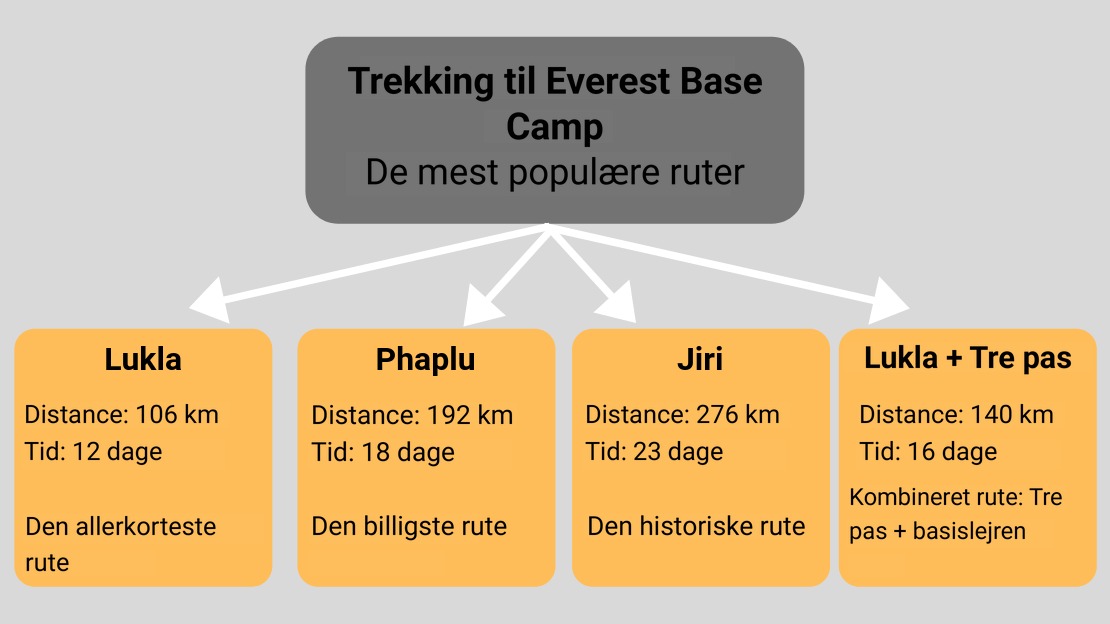 Trekking til Everest Base
Camp
De mest populære ruter
Lukla
Distance: 106 km
Tid: 12 dage
Den allerkorteste
rute
Phaplu
Distance: 192 km
Tid: 18 dage
Den billigste rute
Jiri
Distance: 276 km
Tid: 23 dage
Den historiske rute
Lukla + Tre pas
Distance: 140 km
Tid: 16 dage
Kombineret rute: Tre
pas + basislejren